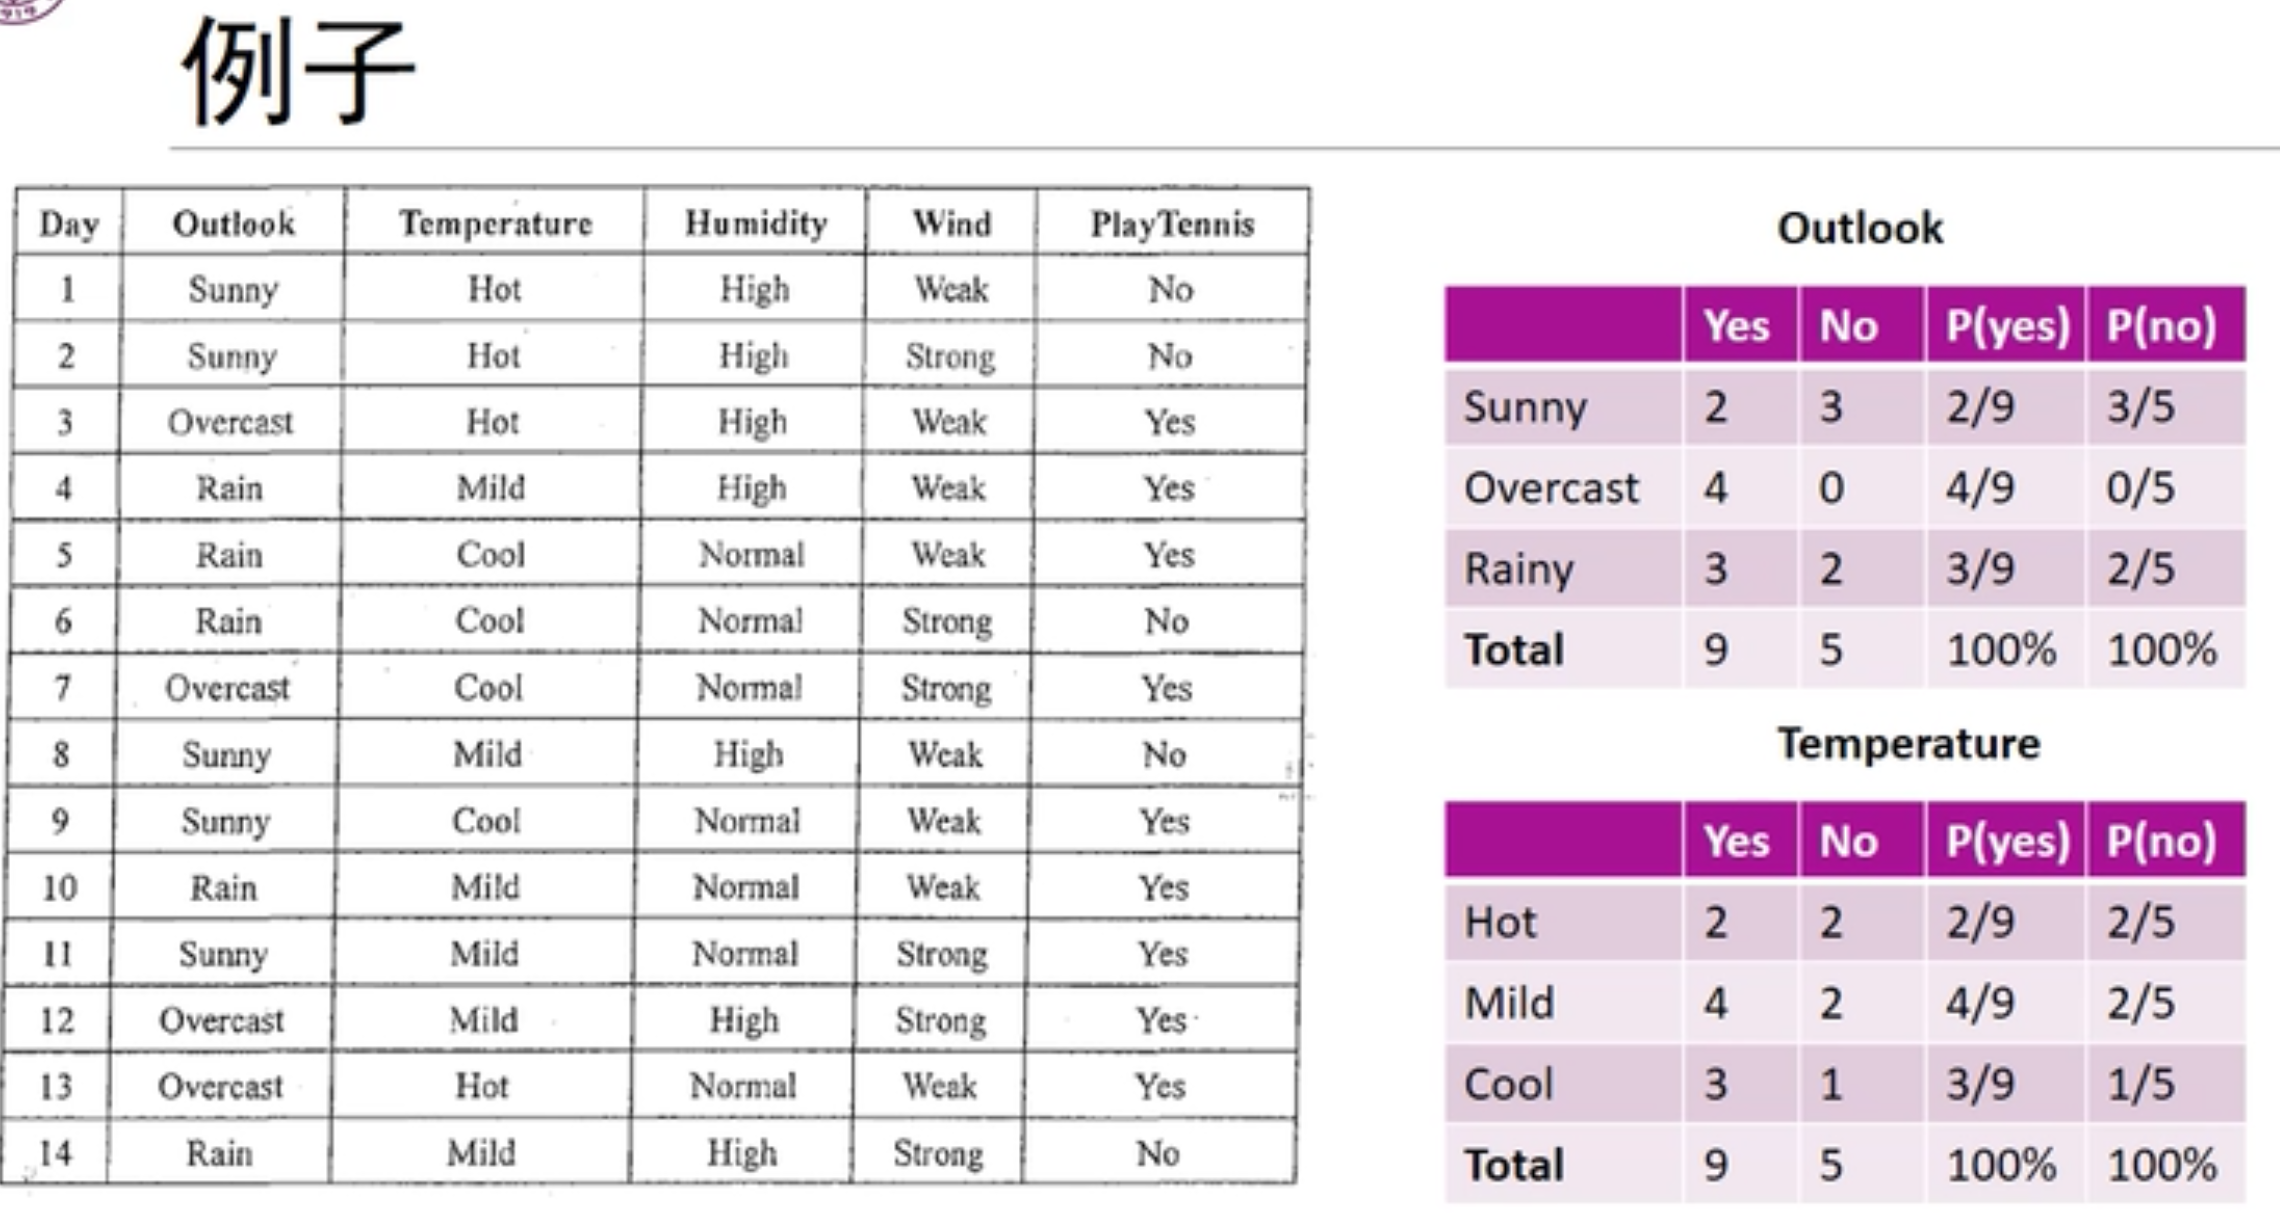 1919
例子
Day Outlook Temperature Humidity Wind PlayTennis
1 Sunny Hot High Weak No
2 Sunny Hot High Strong No
3 Overcast Hot High Weak Yes
4 Rain Mild High Weak Yes
5 Rain Cool Normal Weak Yes
6 Rain Cool Normal Strong No
7 Overcast Cool Normal Strong Yes
8 Sunny Mild High Weak No
9 Sunny Cool Normal Weak Yes
10 Rain Mild Normal Weak Yes
11 Sunny Mild Normal Strong Yes
12 Overcast Mild High Strong Yes
13 Overcast Hot Normal Weak Yes
14 Rain Mild High Strong No
Outlook
Yes No P(yes) P(no)
Sunny 2 3 2/9 3/5
Overcast 4 0 4/9 0/5
Rainy 3 2 3/9 2/5
Total 9 5 100% 100%
Temperature
Yes No P(yes) P(no)
Hot 2 2 2/9 2/5
Mild 4 2 4/9 2/5
Cool 3 1 3/9 1/5
Total 9 5 100% 100%